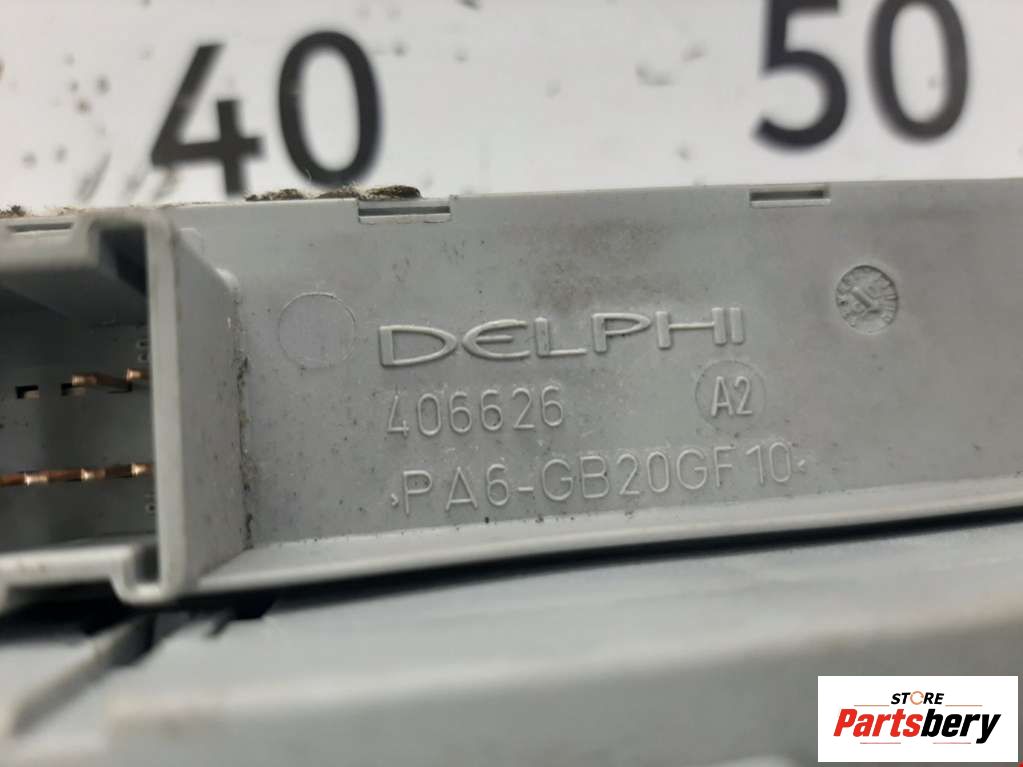 40 50
DELPHI
406626 A2
>PA6-GB20GF10<
STORE
Partsbery